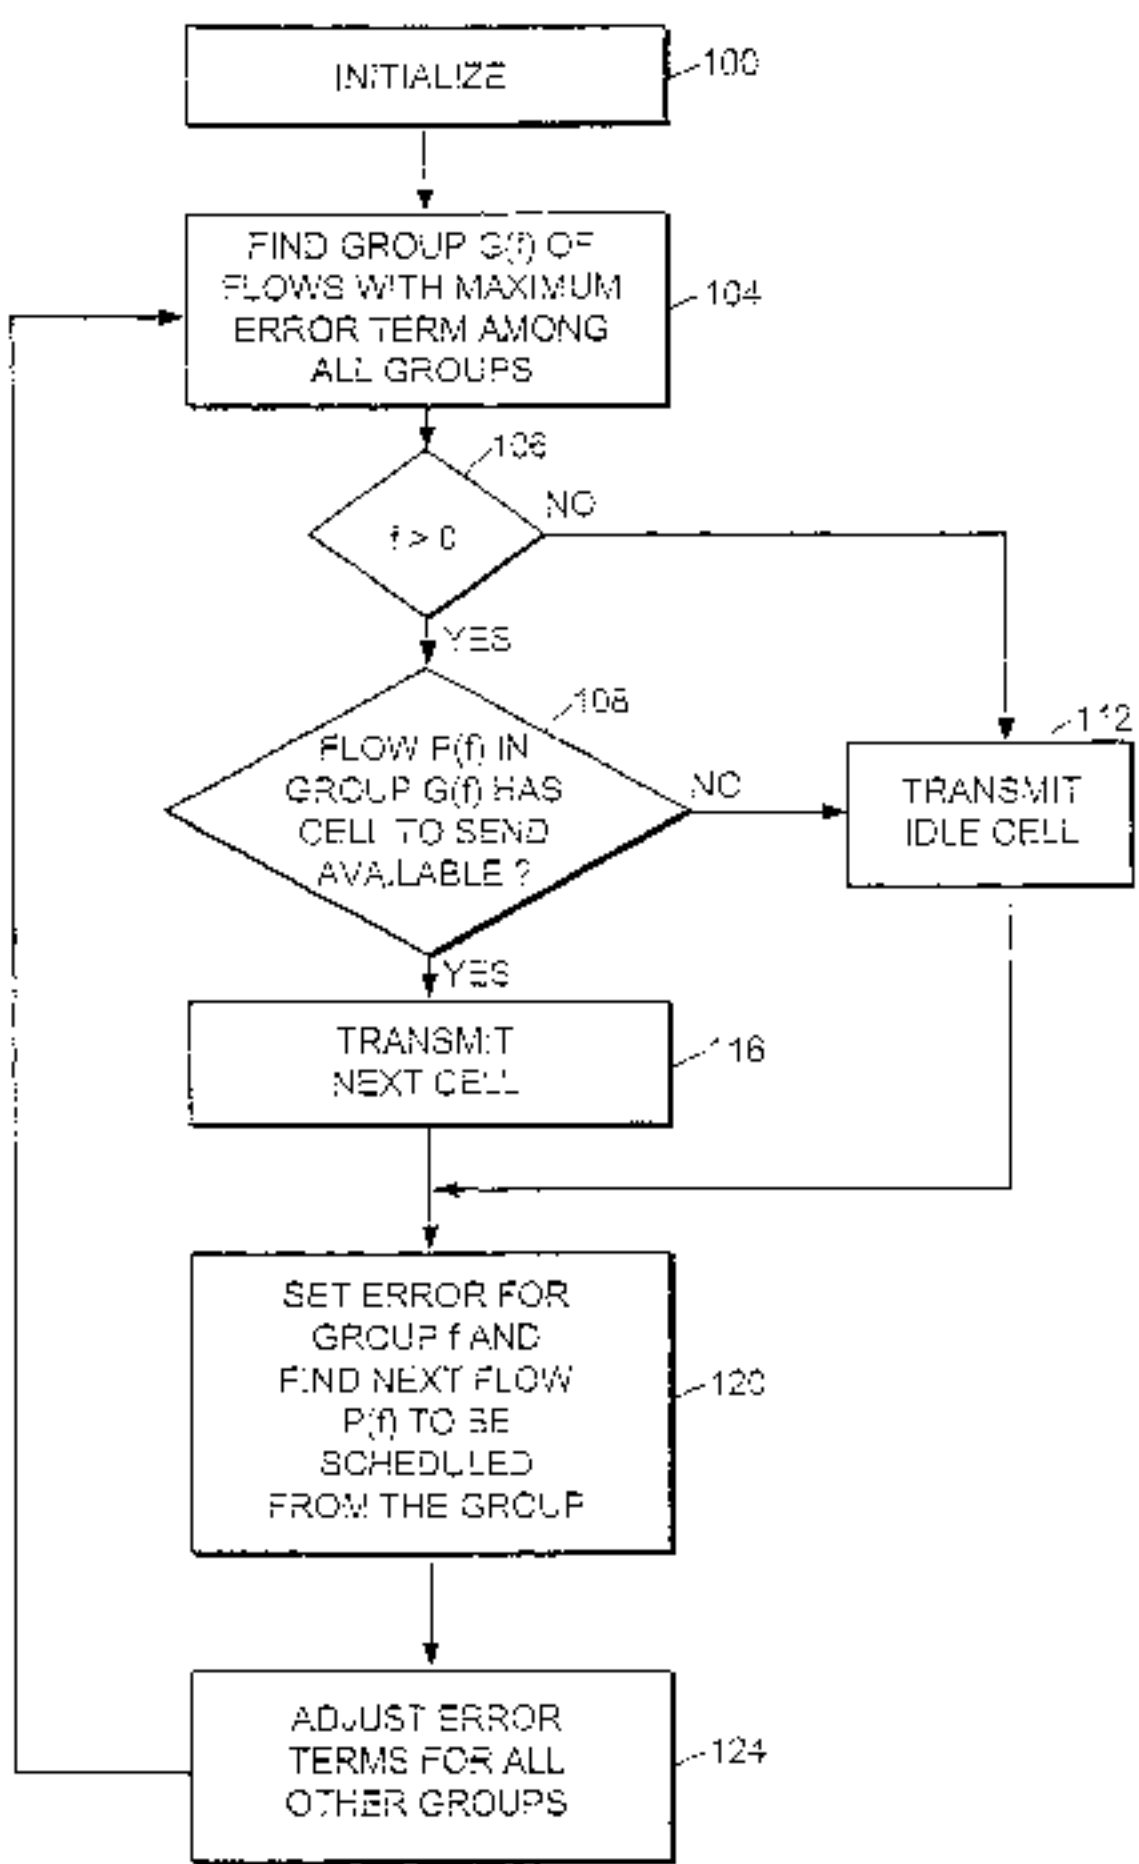 INITIALIZE
100
FIND GROUP G(f) OF
FLOWS WITH MAXIMUM
ERROR TERM AMONG
ALL GROUPS
104
106
f > 0
NO
YES
108
FLOW P(f) IN
GROUP G(f) HAS
CELL TO SEND
AVAILABLE ?
NO
112
TRANSMIT
IDLE CELL
YES
TRANSMIT
NEXT CELL
116
SET ERROR FOR
GROUP f AND
FIND NEXT FLOW
P(f) TO BE
SCHEDULED
FROM THE GROUP
120
ADJUST ERROR
TERMS FOR ALL
OTHER GROUPS
124